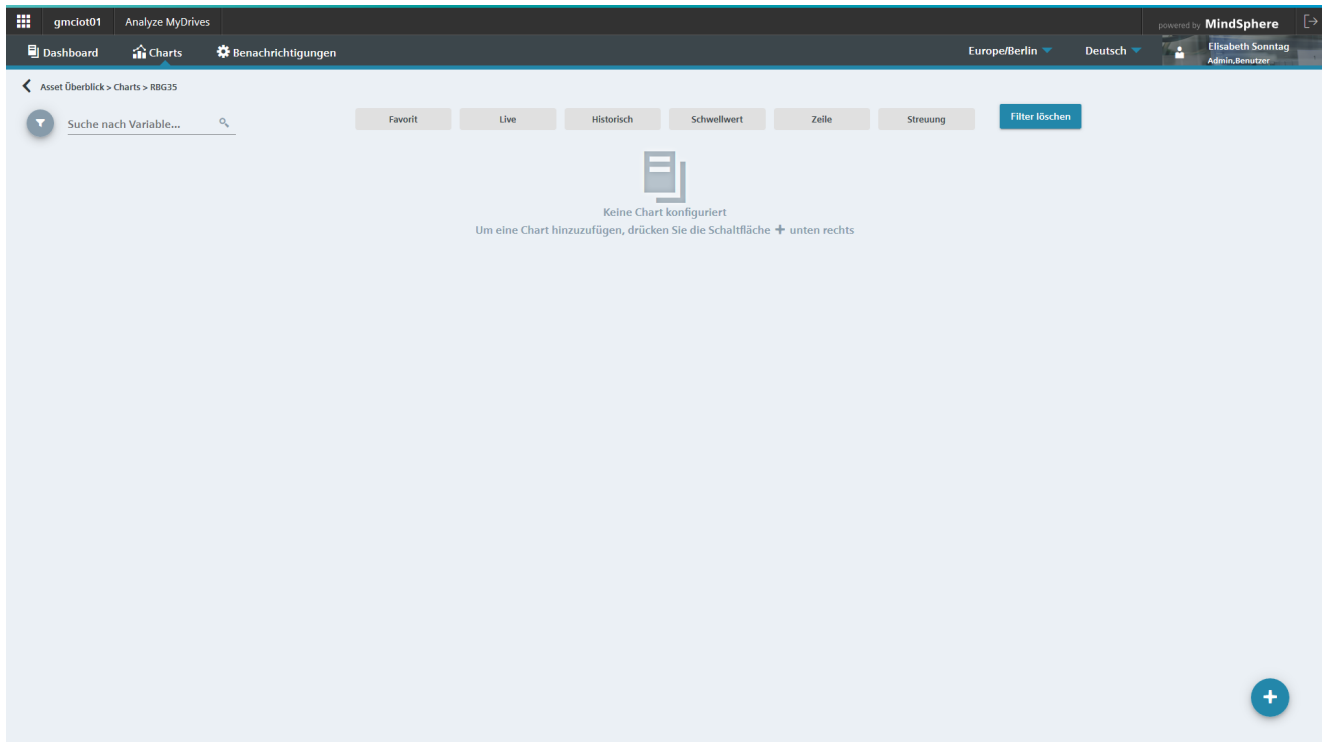 gmciot01 Analyze MyDrives powered by MindSphere
Dashboard Charts Benachrichtigungen Europe/Berlin Deutsch Elisabeth Sonntag
Admin,Benutzer
Asset Überblick > Charts > RBG35
Suche nach Variable... Favorit Live Historisch Schwellwert Zeile Streuung Filter löschen
Keine Chart konfiguriert
Um eine Chart hinzuzufügen, drücken Sie die Schaltfläche + unten rechts
+